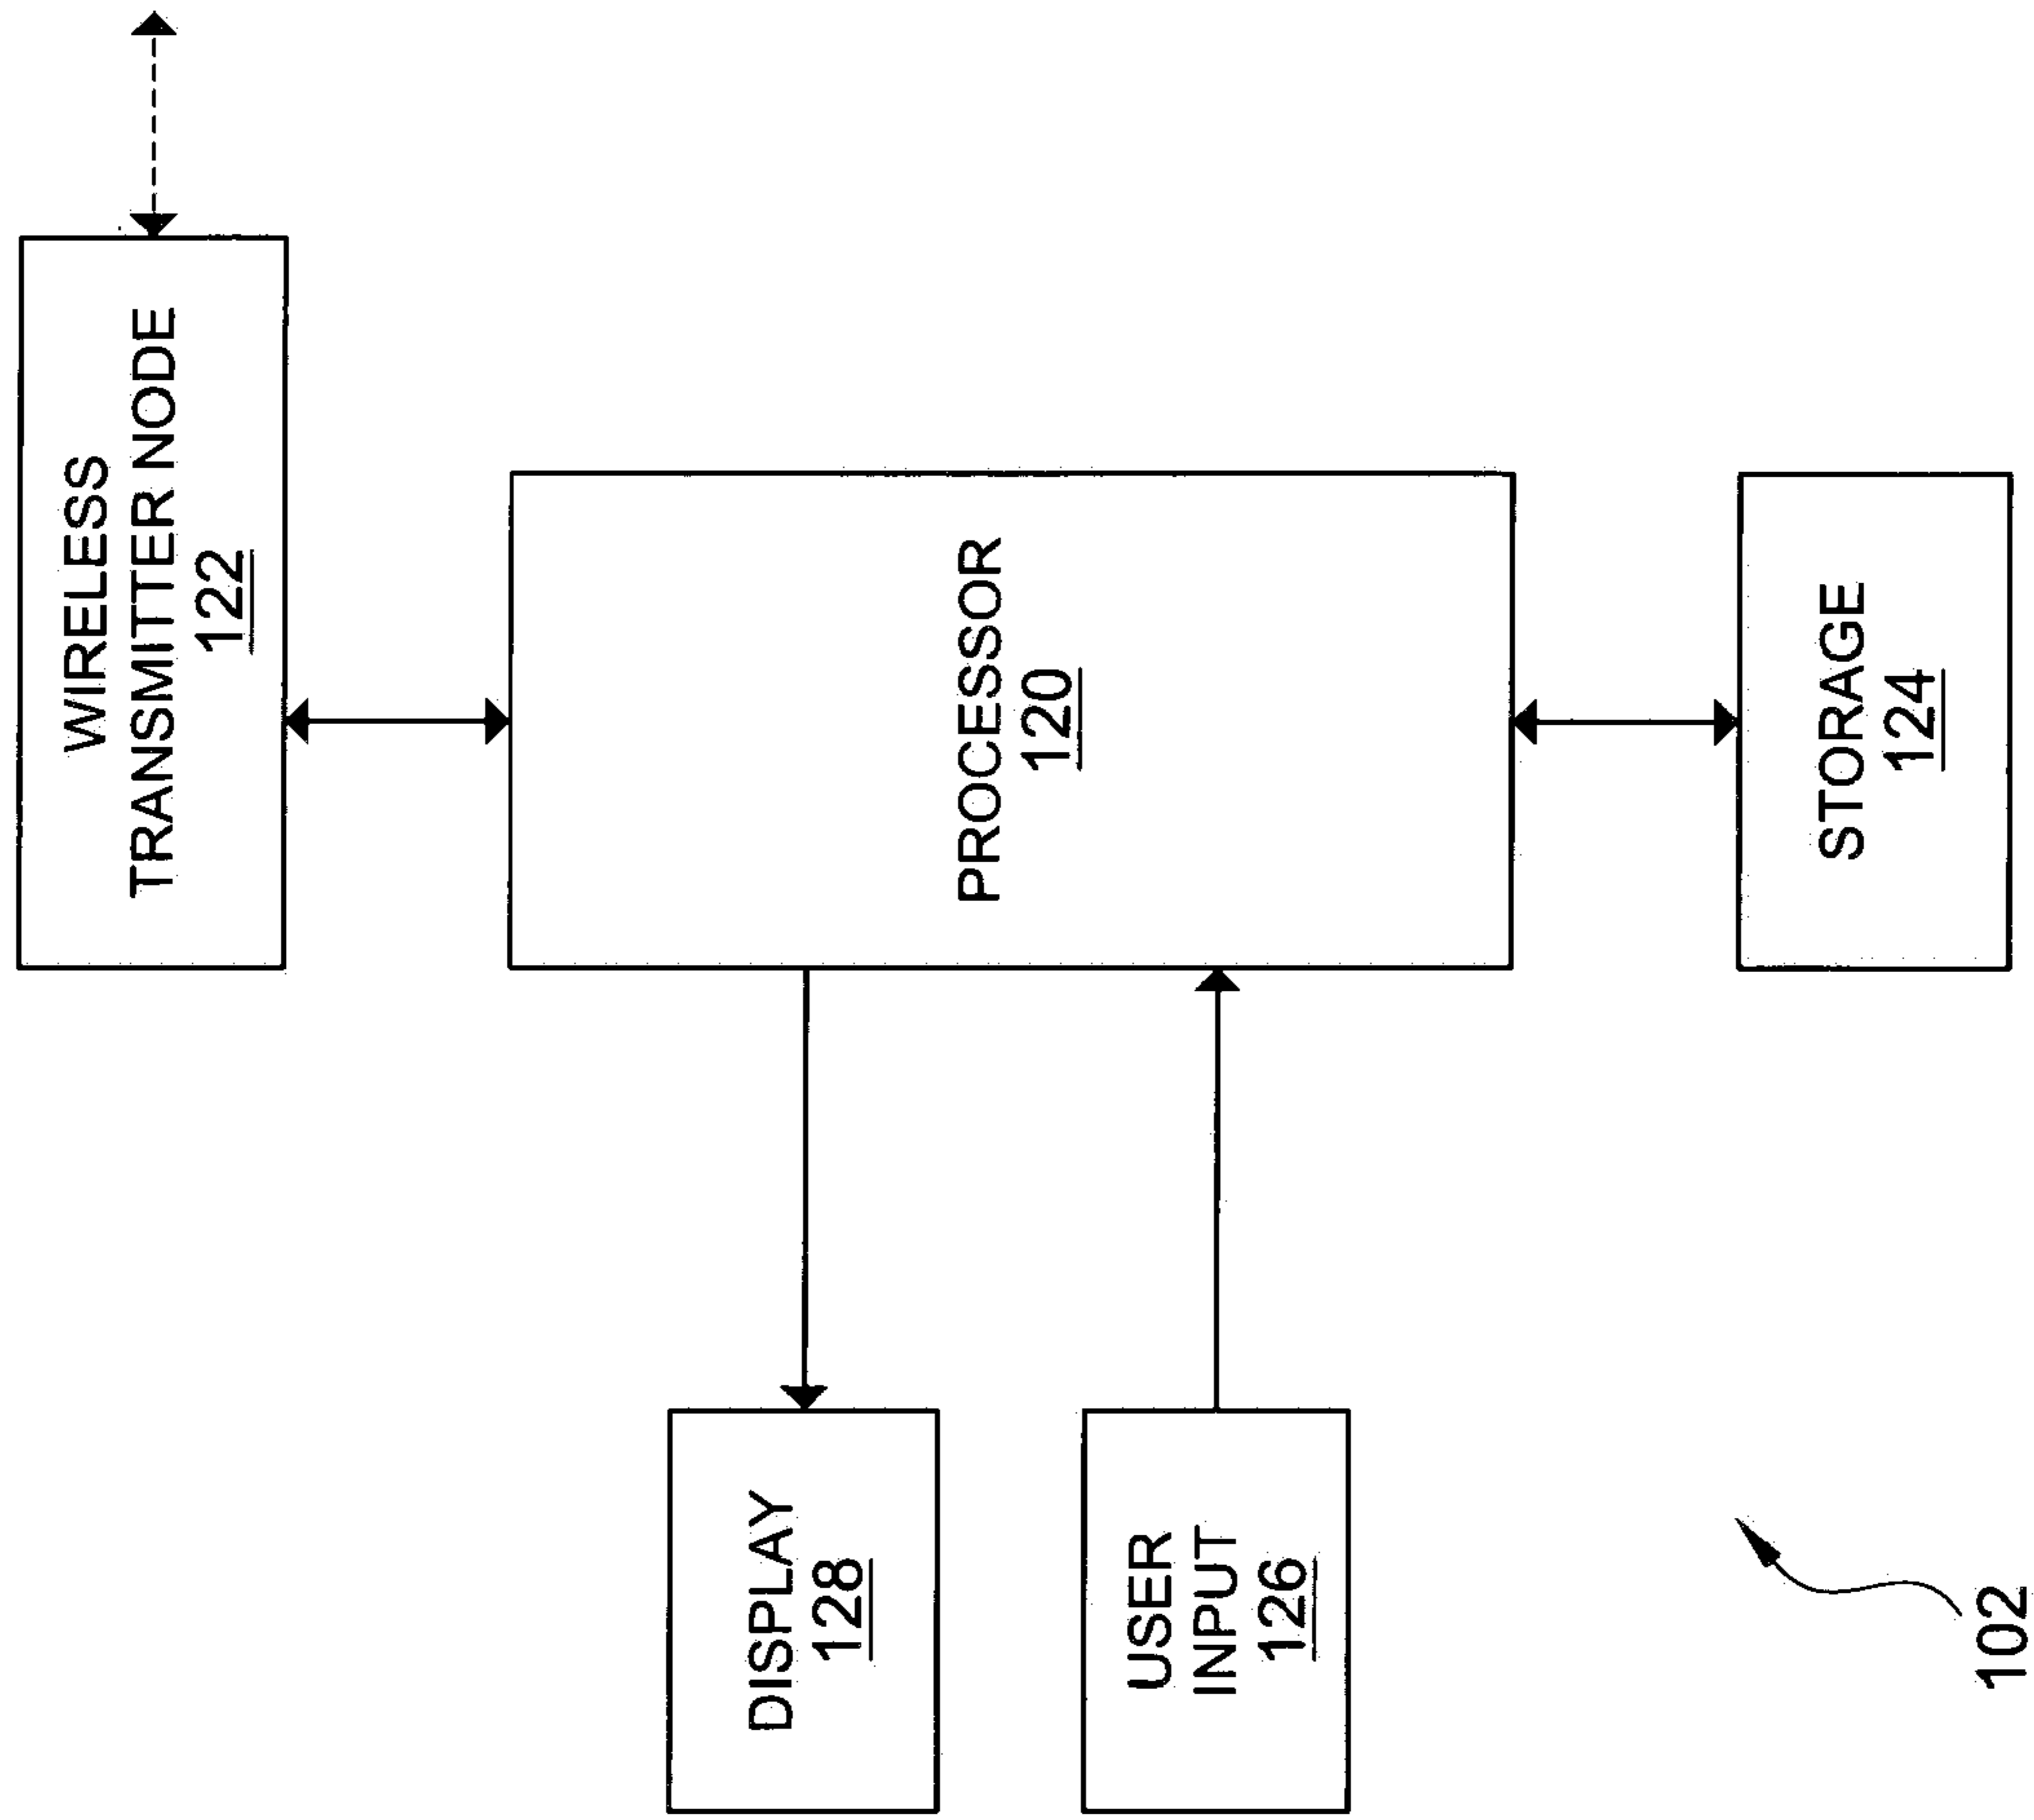 WIRELESS
TRANSMITTER NODE
122
PROCESSOR
120
STORAGE
124
DISPLAY
128
USER
INPUT
126
102